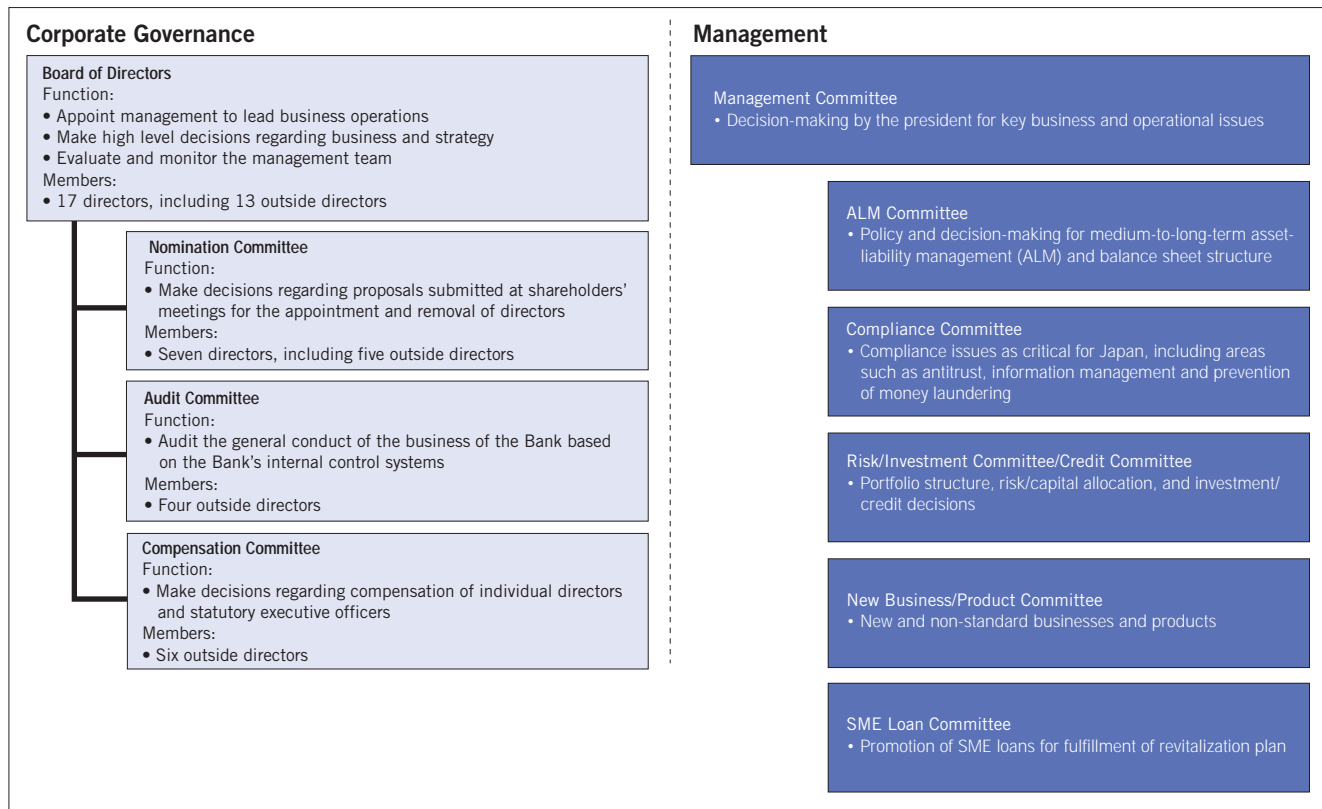 Corporate Governance
Board of Directors
Function:
• Appoint management to lead business operations
• Make high level decisions regarding business and strategy
• Evaluate and monitor the management team
Members:
• 17 directors, including 13 outside directors
Nomination Committee
Function:
• Make decisions regarding proposals submitted at shareholders'
meetings for the appointment and removal of directors
Members:
• Seven directors, including five outside directors
Audit Committee
Function:
• Audit the general conduct of the business of the Bank based
on the Bank's internal control systems
Members:
• Four outside directors
Compensation Committee
Function:
• Make decisions regarding compensation of individual directors
and statutory executive officers
Members:
• Six outside directors
Management
Management Committee
• Decision-making by the president for key business and operational issues
ALM Committee
• Policy and decision-making for medium-to-long-term asset-
liability management (ALM) and balance sheet structure
Compliance Committee
• Compliance issues as critical for Japan, including areas
such as antitrust, information management and prevention
of money laundering
Risk/Investment Committee/Credit Committee
• Portfolio structure, risk/capital allocation, and investment/
credit decisions
New Business/Product Committee
• New and non-standard businesses and products
SME Loan Committee
• Promotion of SME loans for fulfillment of revitalization plan